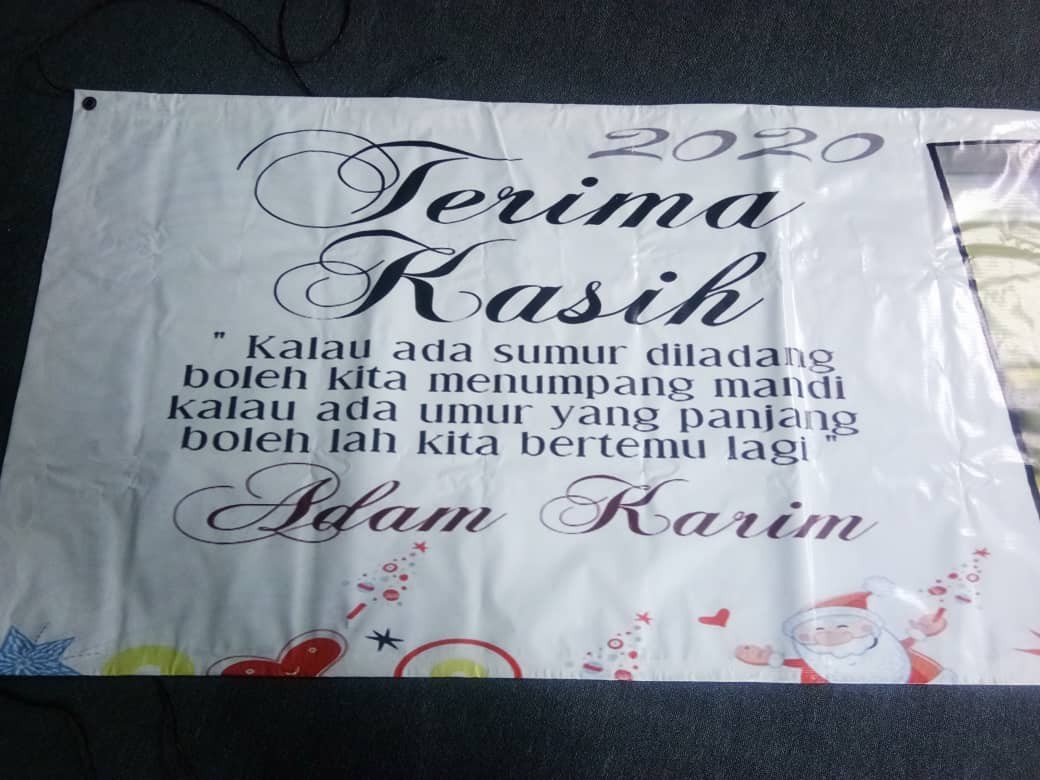 2020
Terima
Kasih
" Kalau ada sumur diladang
boleh kita menumpang mandi
kalau ada umur yang panjang
boleh lah kita bertemu lagi "
Adam Karim